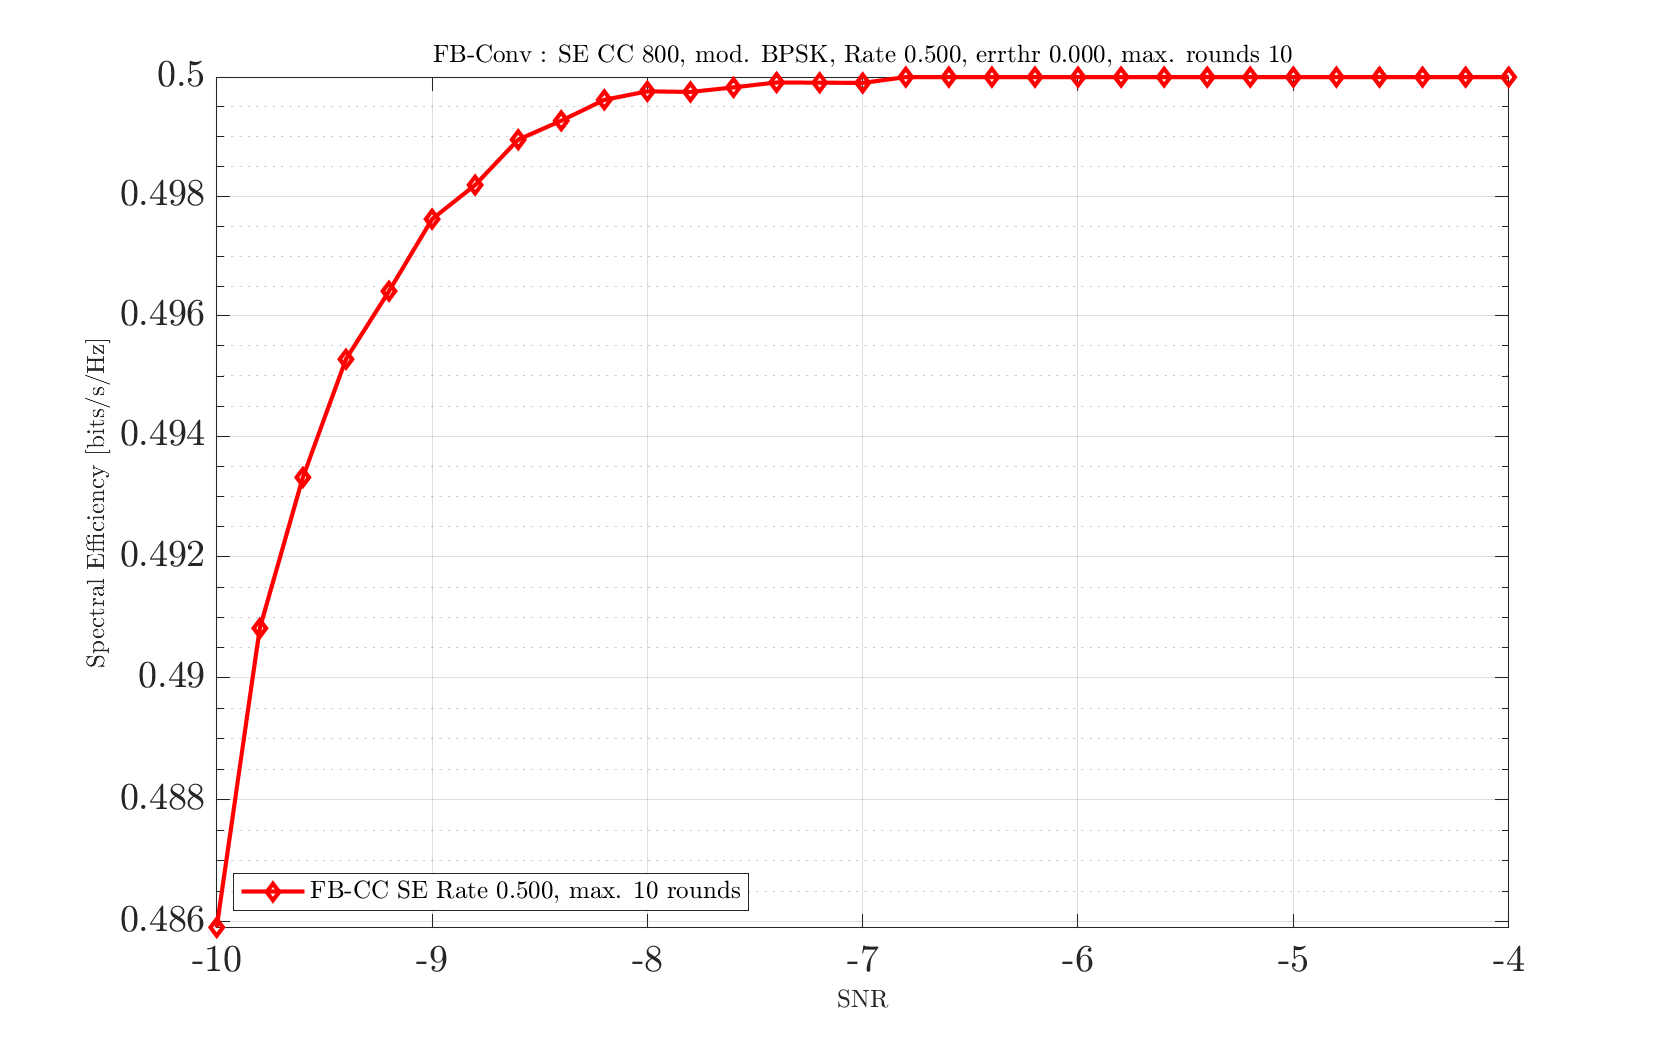 FB-Conv : SE CC 800, mod. BPSK, Rate 0.500, errthr 0.000, max. rounds 10
0.5
0.498
0.496
0.494
0.492
0.49
0.488
0.486
Spectral Efficiency [bits/s/Hz]
FB-CC SE Rate 0.500, max. 10 rounds
-10 -9 -8 -7 -6 -5 -4
SNR